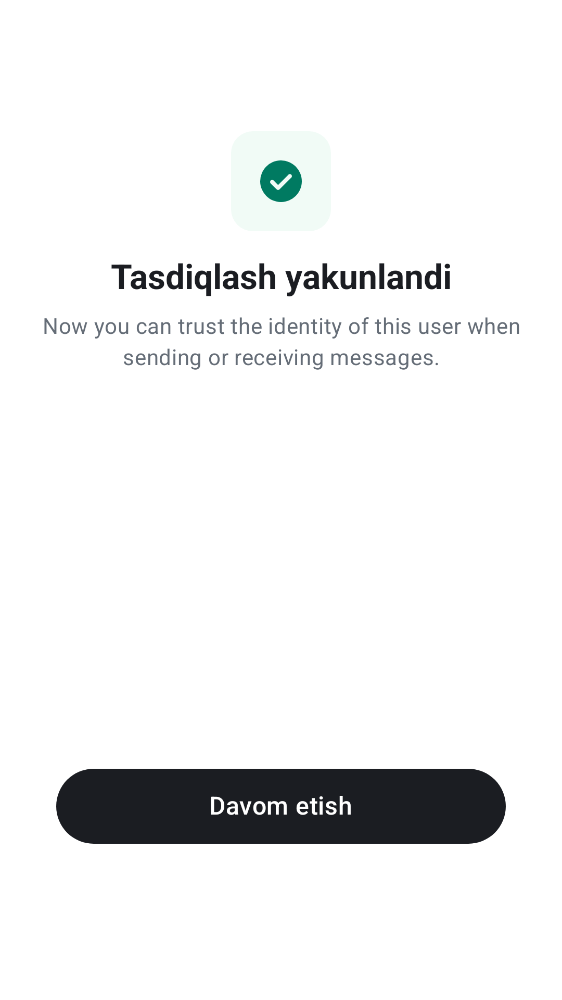 Tasdiqlash yakunlandi
Now you can trust the identity of this user when
sending or receiving messages.
Davom etish